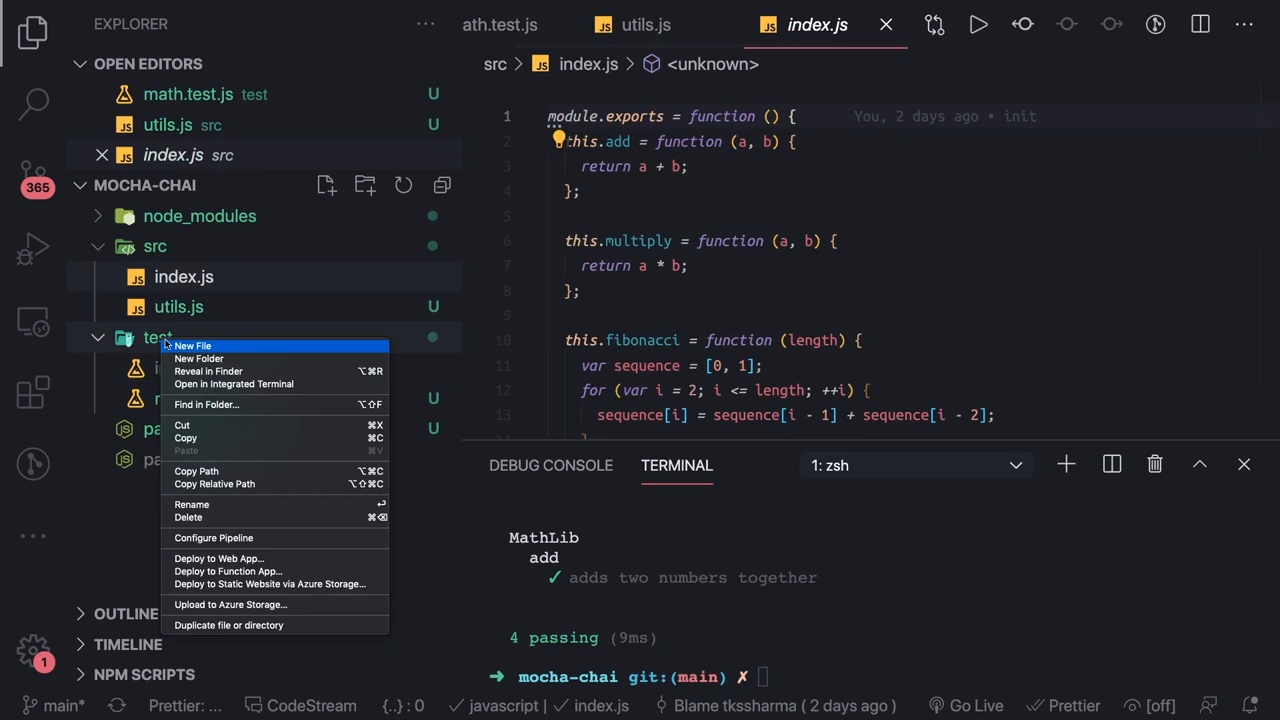 EXPLORER
OPEN EDITORS
math.test.js test U
utils.js src U
index.js src
365
MOCHA-CHAI
node_modules
src
index.js
utils.js U
test
U
U
New File
New Folder
Reveal in Finder ⌥⌘R
Open in Integrated Terminal
Find in Folder... ⌥⇧F
Cut ⌘X
Copy ⌘C
Paste ⌘V
Copy Path ⌥⌘C
Copy Relative Path ⌥⇧⌘C
Rename
Delete
Configure Pipeline
Deploy to Web App...
Deploy to Function App...
Deploy to Static Website via Azure Storage...
Upload to Azure Storage...
Duplicate file or directory
OUTLINE
TIMELINE
NPM SCRIPTS
1
ath.test.js JS utils.js JS index.js
src > JS index.js > <unknown>
1 module.exports = function () { You, 2 days ago • init
2 this.add = function (a, b) {
3 return a + b;
4 };
5
6 this.multiply = function (a, b) {
7 return a * b;
8 };
9
10 this.fibonacci = function (length) {
11 var sequence = [0, 1];
12 for (var i = 2; i <= length; ++i) {
13 sequence[i] = sequence[i - 1] + sequence[i - 2];
14 }
DEBUG CONSOLE TERMINAL 1: zsh
MathLib
add
✓ adds two numbers together
4 passing (9ms)
➜ mocha-chai git:(main) ✗
main* Prettier: ... CodeStream {..} : 0 javascript | index.js Blame tkssharma ( 2 days ago ) Go Live Prettier [off]